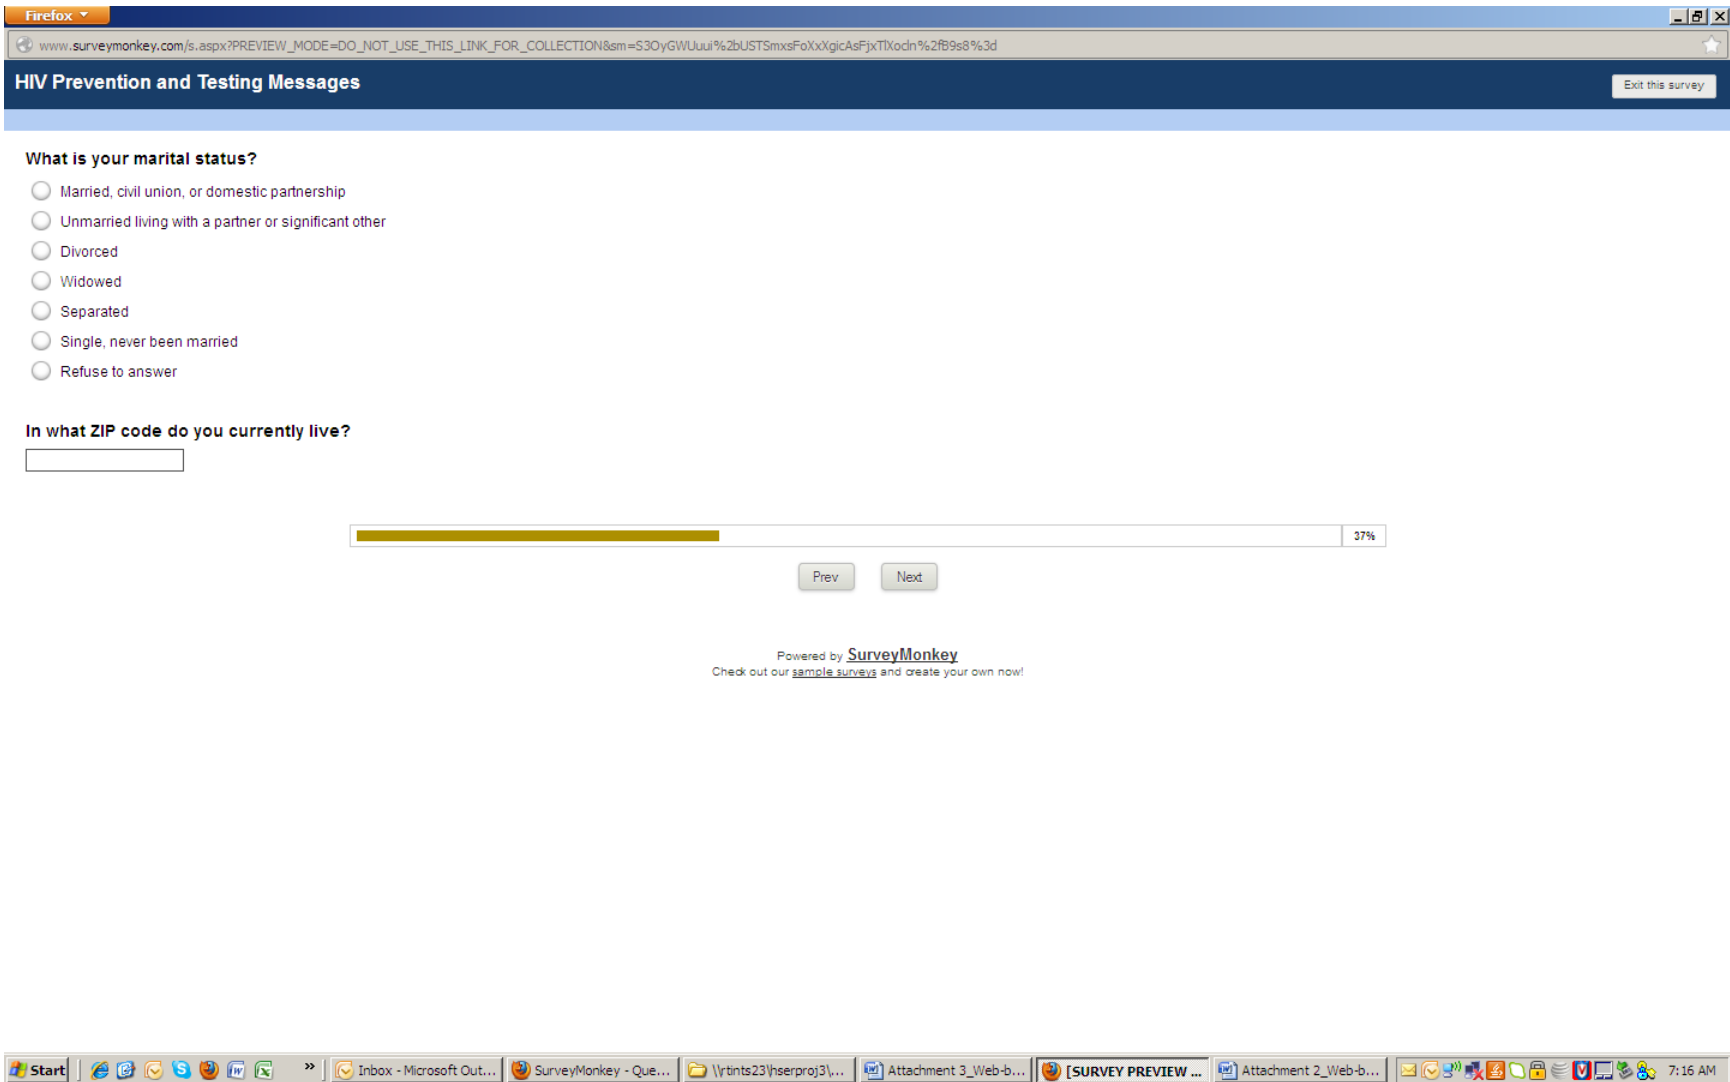 Firefox
www.surveymonkey.com/s.aspx?PREVIEW_MODE=DO_NOT_USE_THIS_LINK_FOR_COLLECTION&sm=S3OyGWUuui%2bUSTSmxsFoXxXgicAsFjxTlXocln%2fB9s8%3d
HIV Prevention and Testing Messages
Exit this survey
What is your marital status?
Married, civil union, or domestic partnership
Unmarried living with a partner or significant other
Divorced
Widowed
Separated
Single, never been married
Refuse to answer
In what ZIP code do you currently live?
37%
Prev Next
Powered by SurveyMonkey
Check out our sample surveys and create your own now!
Start » Inbox - Microsoft Out... SurveyMonkey - Que... \\rtints23\hserproj3\... Attachment 3_Web-b... [SURVEY PREVIEW ... Attachment 2_Web-b... 7:16 AM